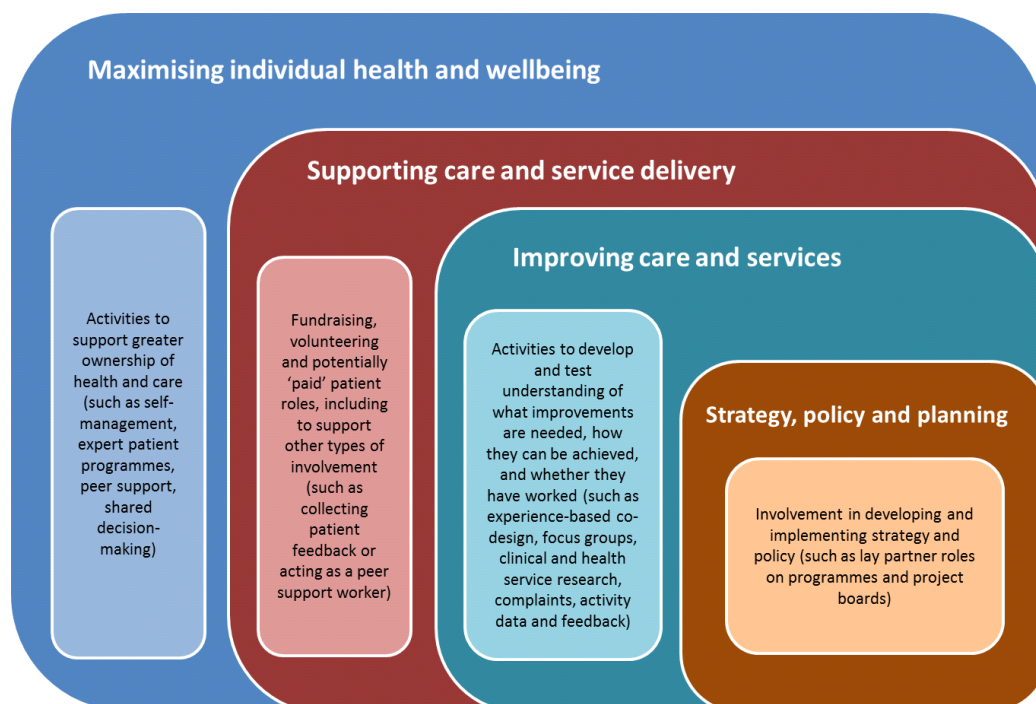 Maximising individual health and wellbeing
Activities to
support greater
ownership of
health and care
(such as self-
management,
expert patient
programmes,
peer support,
shared
decision-
making)
Supporting care and service delivery
Fundraising,
volunteering
and potentially
‘paid’ patient
roles, including
to support
other types of
involvement
(such as
collecting
patient
feedback or
acting as a peer
support worker)
Improving care and services
Activities to develop
and test
understanding of
what improvements
are needed, how
they can be achieved,
and whether they
have worked (such as
experience-based co-
design, focus groups,
clinical and health
service research,
complaints, activity
data and feedback)
Strategy, policy and planning
Involvement in developing and
implementing strategy and
policy (such as lay partner roles
on programmes and project
boards)